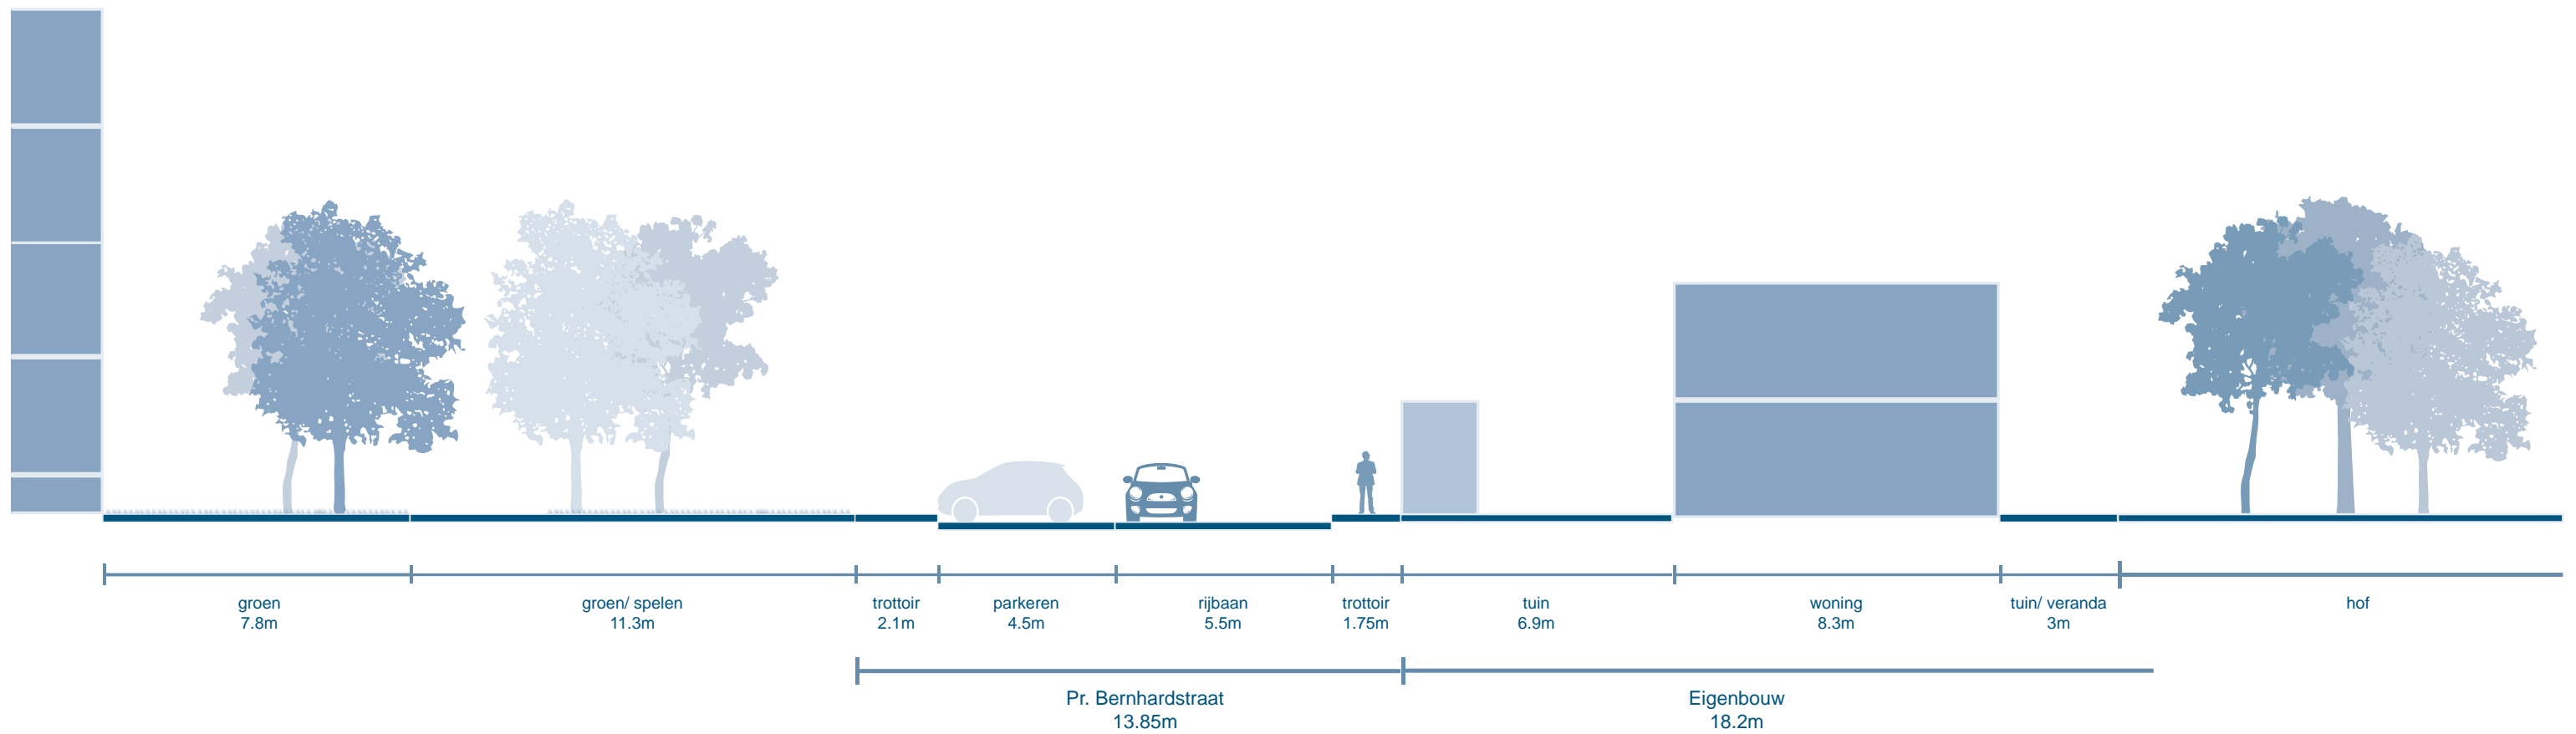 groen
7.8m
groen/ spelen
11.3m
trottoir
2.1m
parkeren
4.5m
rijbaan
5.5m
trottoir
1.75m
tuin
6.9m
woning
8.3m
tuin/ veranda
3m
hof
Pr. Bernhardstraat
13.85m
Eigenbouw
18.2m